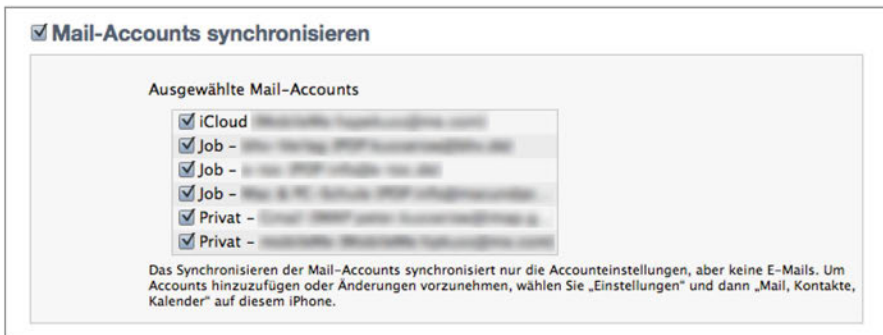 Mail-Accounts synchronisieren
Ausgewählte Mail-Accounts
iCloud
Job –
Job –
Job –
Privat –
Privat –
Das Synchronisieren der Mail-Accounts synchronisiert nur die Accounteinstellungen, aber keine E-Mails. Um
Accounts hinzuzufügen oder Änderungen vorzunehmen, wählen Sie „Einstellungen“ und dann „Mail, Kontakte,
Kalender“ auf diesem iPhone.